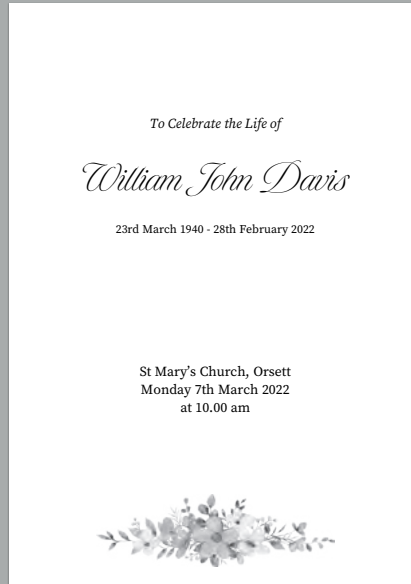 To Celebrate the Life of
William John Davis
23rd March 1940 - 28th February 2022
St Mary's Church, Orsett
Monday 7th March 2022
at 10.00 am